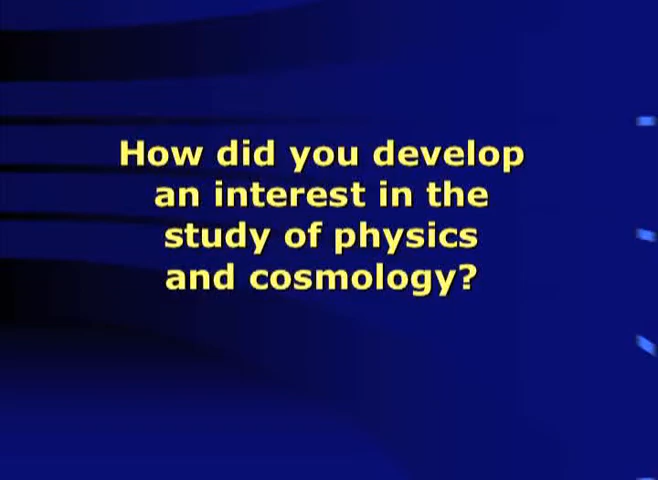 How did you develop
an interest in the
study of physics
and cosmology?